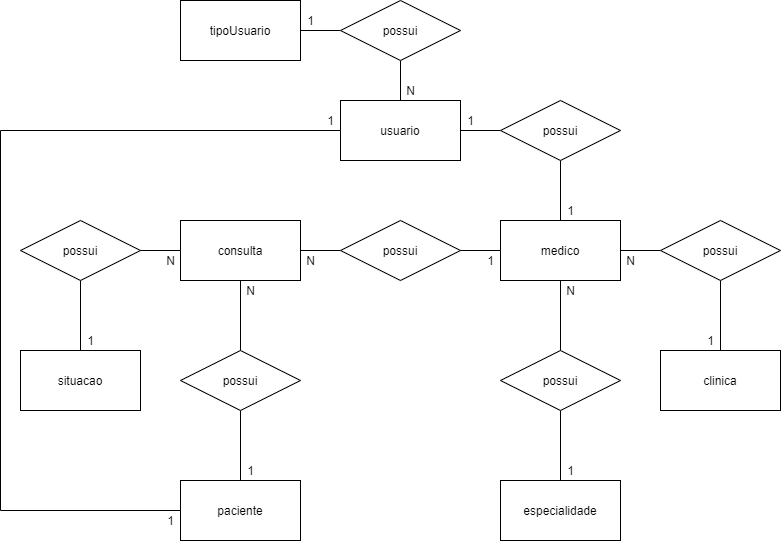 tipoUsuario
1
possui
N
1
usuario
1
possui
1
possui
N
consulta
N
possui
1
medico
N
possui
N
N
1
1
1
situacao
possui
possui
clinica
1
1
paciente
especialidade
1